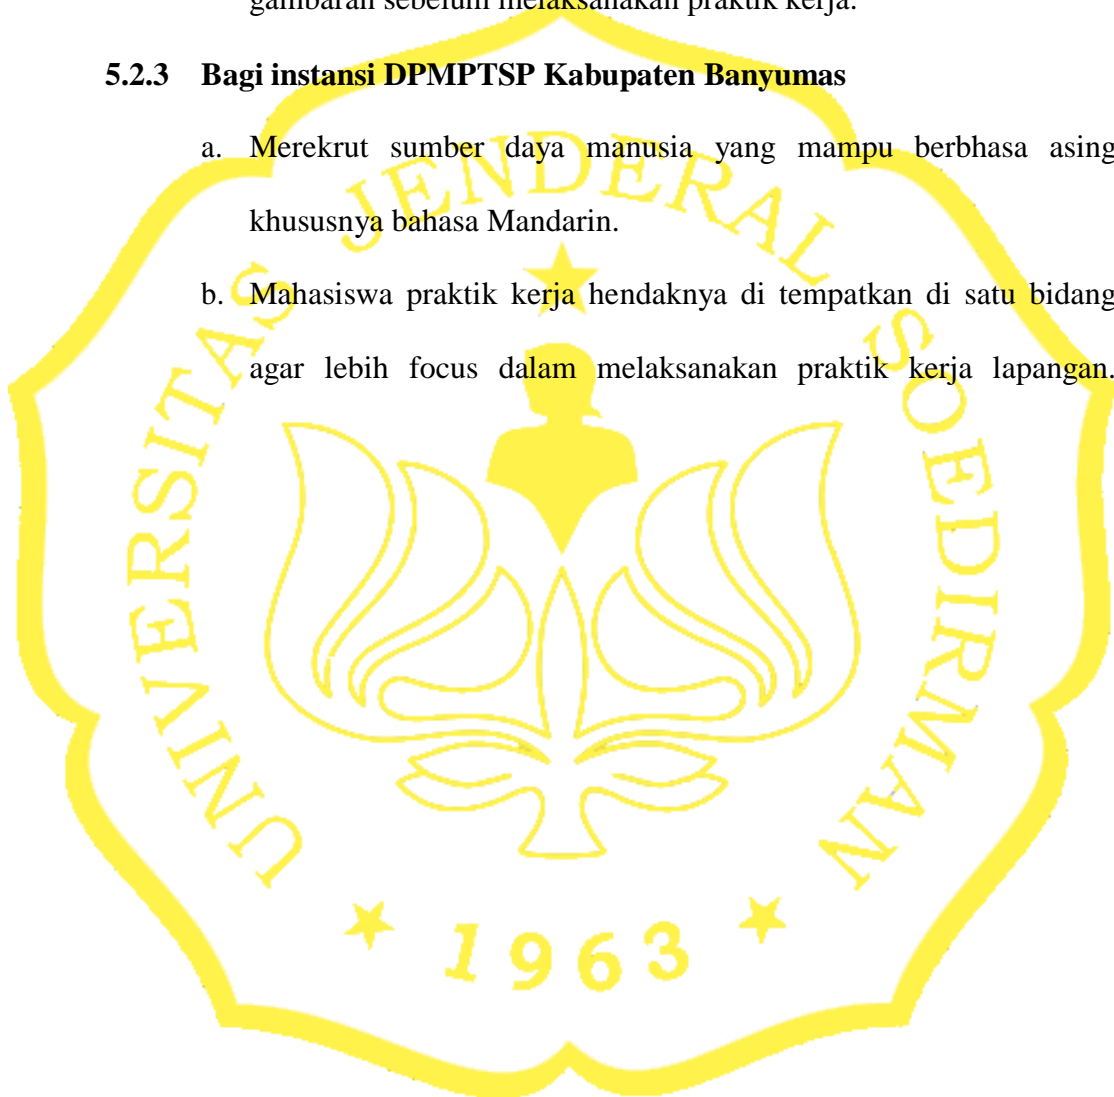 gambaran sebelum melaksanakan praktik kerja.
5.2.3 Bagi instansi DPMPTSP Kabupaten Banyumas
a. Merekrut sumber daya manusia yang mampu berbhasa asing
khususnya bahasa Mandarin.
b. Mahasiswa praktik kerja hendaknya di tempatkan di satu bidang
agar lebih focus dalam melaksanakan praktik kerja lapangan.
UNIVERSITAS JENDERAL SOEDIRMAN
1963